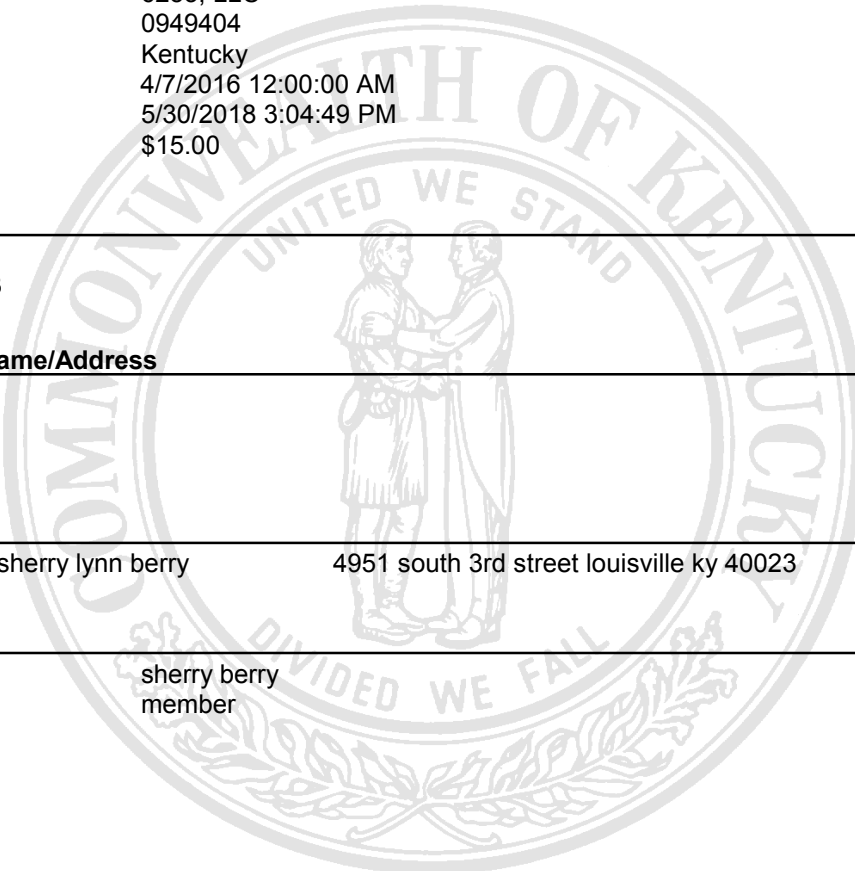 0949404
Kentucky
4/7/2016 12:00:00 AM
5/30/2018 3:04:49 PM
$15.00
COMMONWEALTH OF KENTUCKY
UNITED WE STAND
ame/Address
sherry lynn berry 4951 south 3rd street louisville ky 40023
DIVIDED WE FALL
sherry berry
member